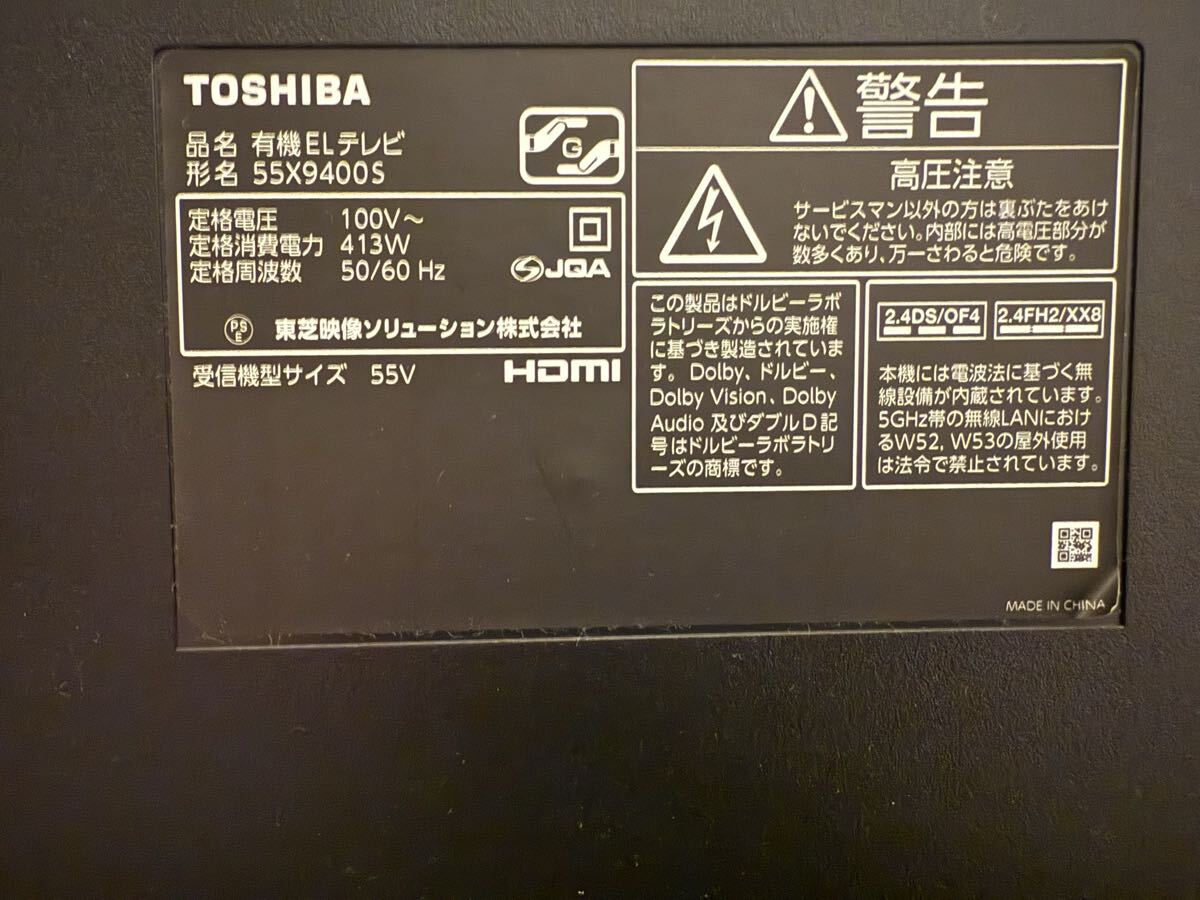 TOSHIBA
品名 有機ELテレビ
形名 55X9400S
G
定格電圧 100V～
定格消費電力 413W
定格周波数 50/60 Hz
JQA
PS
E
東芝映像ソリューション株式会社
受信機型サイズ 55V
HDMI
警告
高圧注意
サービスマン以外の方は裏ぶたをあけ
ないでください。内部には高電圧部分が
数多くあり、万一さわると危険です。
この製品はドルビーラボ
ラトリーズからの実施権
に基づき製造されていま
す。Dolby、ドルビー、
Dolby Vision、Dolby
Audio 及びダブルD記
号はドルビーラボラトリ
ーズの商標です。
2.4DS/OF4
2.4FH2/XX8
本機には電波法に基づく無
線設備が内蔵されています。
5GHz帯の無線LANにおけ
るW52, W53の屋外使用
は法令で禁止されています。
MADE IN CHINA